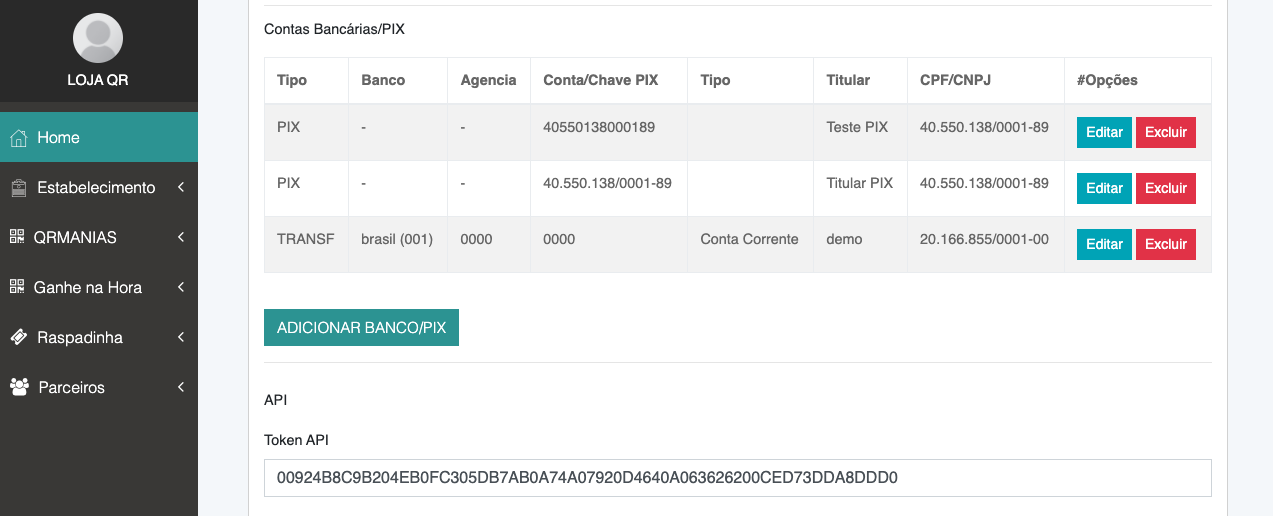 LOJA QR
Home
Estabelecimento
QRMANIAS
Ganhe na Hora
Raspadinha
Parceiros
Contas Bancárias/PIX
Tipo Banco Agencia Conta/Chave PIX Tipo Titular CPF/CNPJ #Opções
PIX - - 40550138000189 Teste PIX 40.550.138/0001-89 Editar Excluir
PIX - - 40.550.138/0001-89 Titular PIX 40.550.138/0001-89 Editar Excluir
TRANSF brasil (001) 0000 0000 Conta Corrente demo 20.166.855/0001-00 Editar Excluir
ADICIONAR BANCO/PIX
API
Token API
00924B8C9B204EB0FC305DB7AB0A74A07920D4640A063626200CED73DDA8DDD0